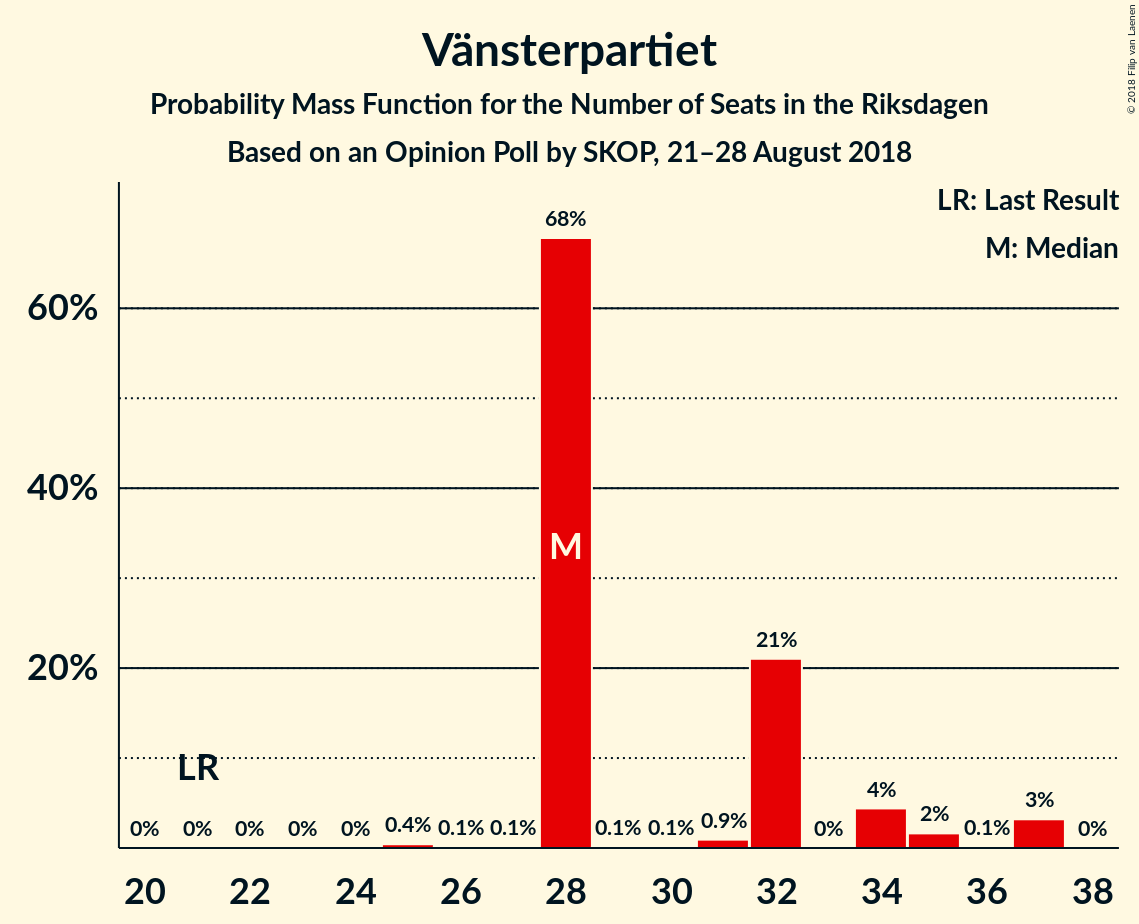 Vänsterpartiet
Probability Mass Function for the Number of Seats in the Riksdagen
Based on an Opinion Poll by SKOP, 21–28 August 2018
© 2018 Filip van Laenen
LR: Last Result
M: Median
68%
60%
40%
M
21%
20%
LR
4%
3%
2%
0% 0% 0% 0% 0% 0.4% 0.1% 0.1% 0.1% 0.1% 0.9% 0% 0.1% 0%
20 22 24 26 28 30 32 34 36 38